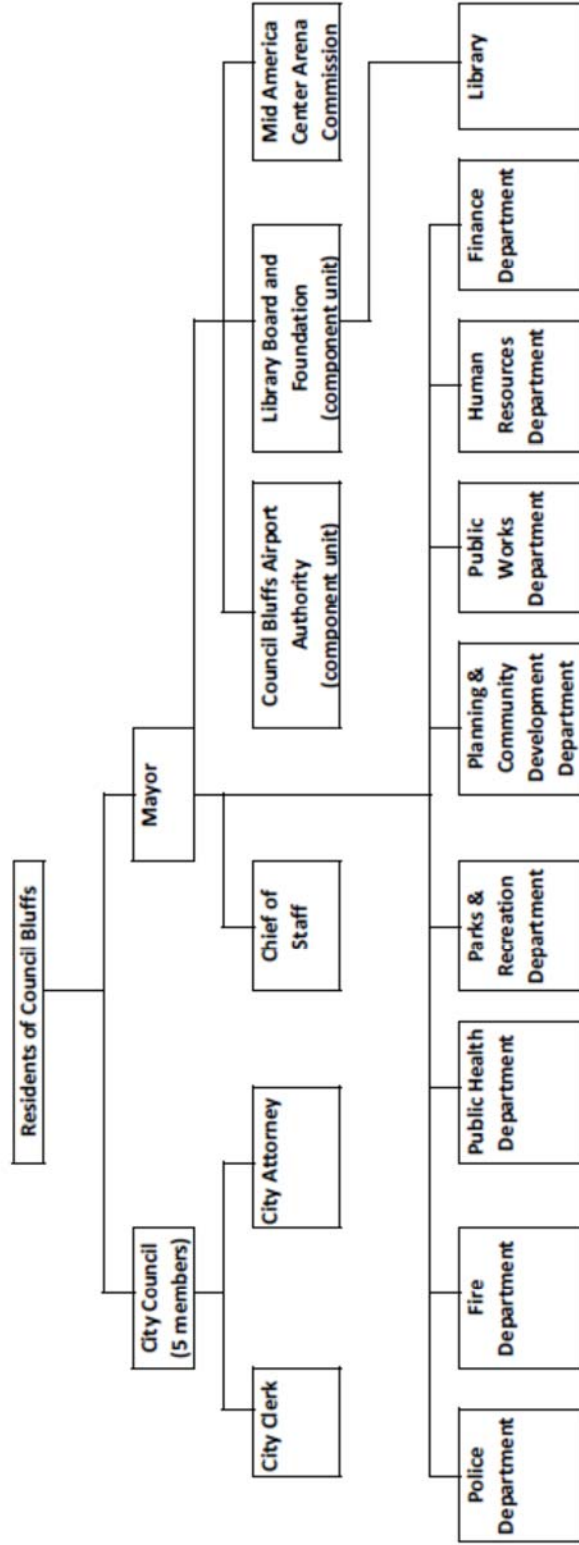 Residents of Council Bluffs
City Council
(5 members)
Mayor
City Clerk
City Attorney
Chief of
Staff
Council Bluffs Airport
Authority
(component unit)
Library Board and
Foundation
(component unit)
Mid America
Center Arena
Commission
Police
Department
Fire
Department
Public Health
Department
Parks &
Recreation
Department
Planning &
Community
Development
Department
Public
Works
Department
Human
Resources
Department
Finance
Department
Library